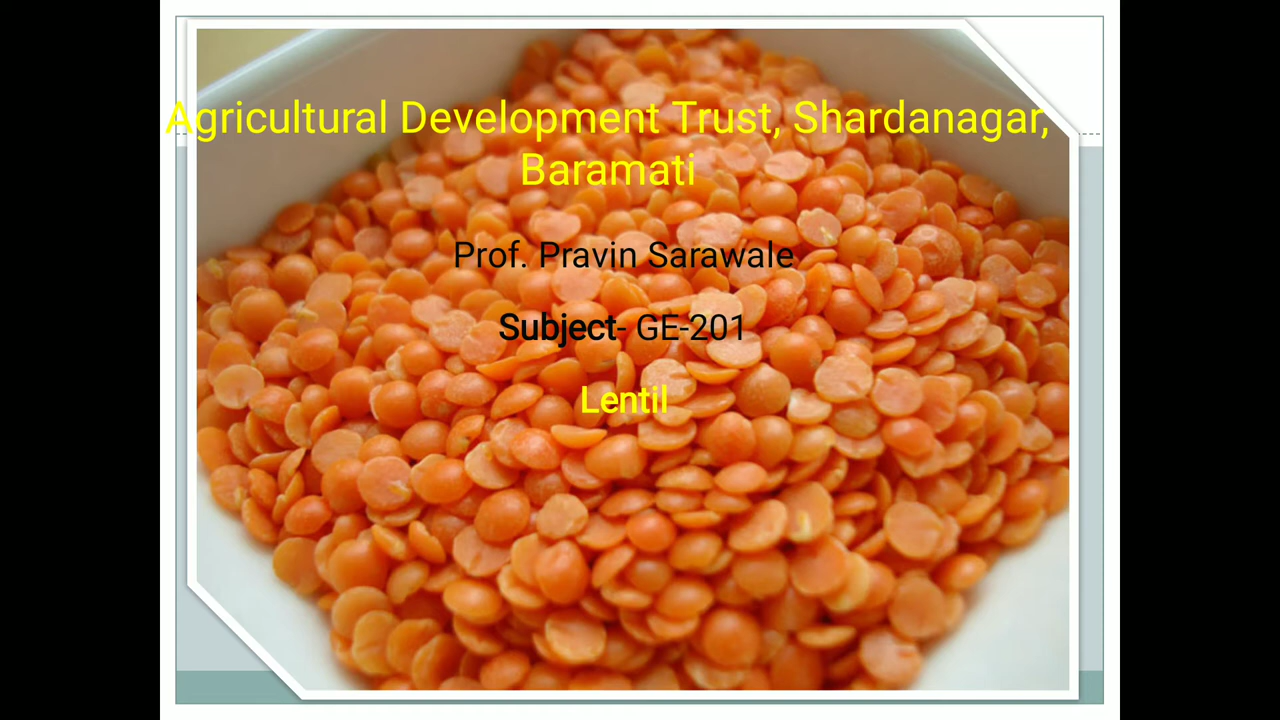 Agricultural Development Trust, Shardanagar,
Baramati
Prof. Pravin Sarawale
Subject- GE-201
Lentil